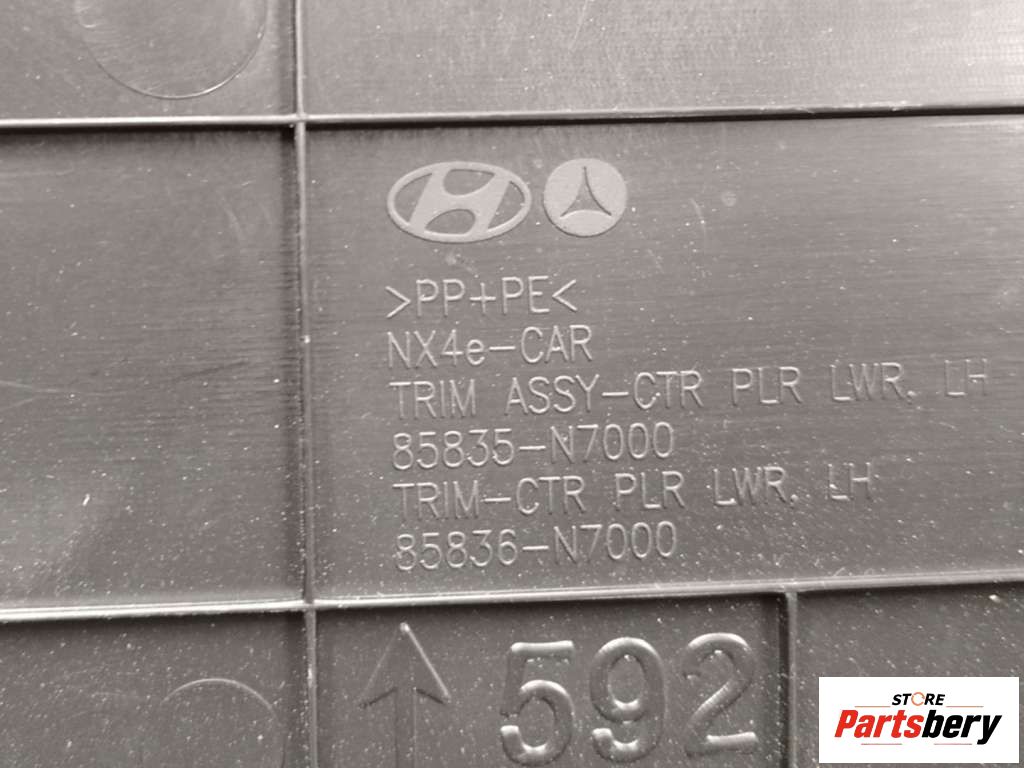 >PP+PE<
NX4e-CAR
TRIM ASSY-CTR PLR LWR. LH
85835-N7000
TRIM-CTR PLR LWR. LH
85836-N7000
592
STORE
Partsbery